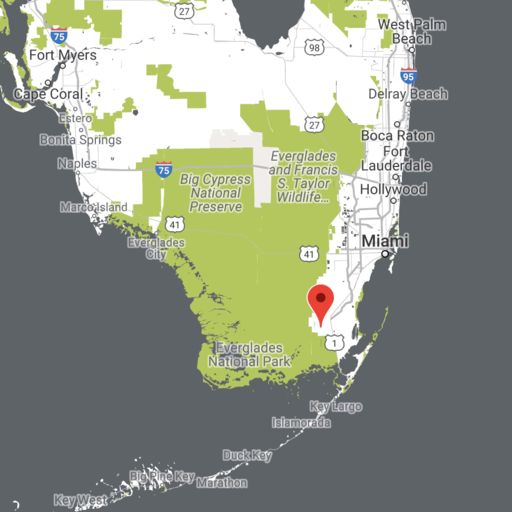 27
West Palm
Beach
75
Fort Myers
98
95
Cape Coral
Delray Beach
Estero
27
Boca Raton
Bonita Springs
Fort
Lauderdale
Naples
75
Everglades
and Francis
S. Taylor
Wildlife...
Big Cypress
National
Preserve
Hollywood
Marco Island
41
Everglades
City
41
Miami
1
Everglades
National Park
Key Largo
Islamorada
Duck Key
Big Pine Key
Marathon
Key West